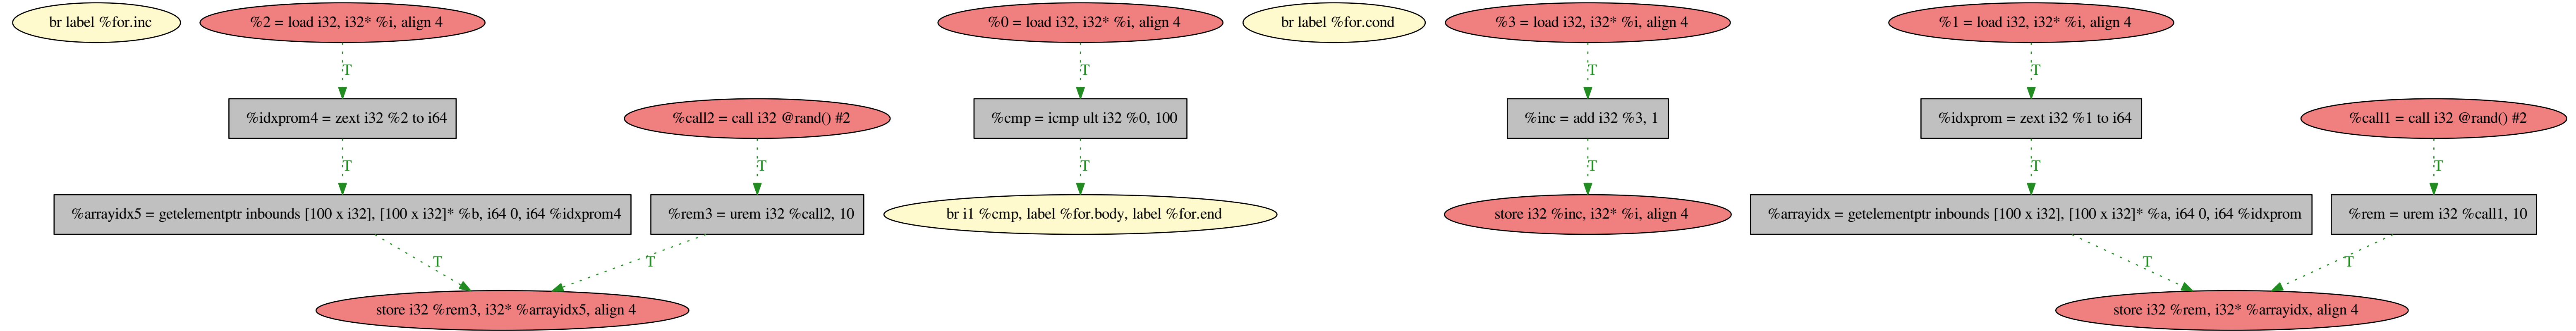 br label %for.inc
%2 = load i32, i32* %i, align 4
%0 = load i32, i32* %i, align 4
br label %for.cond
%3 = load i32, i32* %i, align 4
%1 = load i32, i32* %i, align 4
T
T
T
T
%idxprom4 = zext i32 %2 to i64
%call2 = call i32 @rand() #2
%cmp = icmp ult i32 %0, 100
%inc = add i32 %3, 1
%idxprom = zext i32 %1 to i64
%call1 = call i32 @rand() #2
T
T
T
T
T
T
%arrayidx5 = getelementptr inbounds [100 x i32], [100 x i32]* %b, i64 0, i64 %idxprom4
%rem3 = urem i32 %call2, 10
br i1 %cmp, label %for.body, label %for.end
store i32 %inc, i32* %i, align 4
%arrayidx = getelementptr inbounds [100 x i32], [100 x i32]* %a, i64 0, i64 %idxprom
%rem = urem i32 %call1, 10
T
T
T
T
store i32 %rem3, i32* %arrayidx5, align 4
store i32 %rem, i32* %arrayidx, align 4